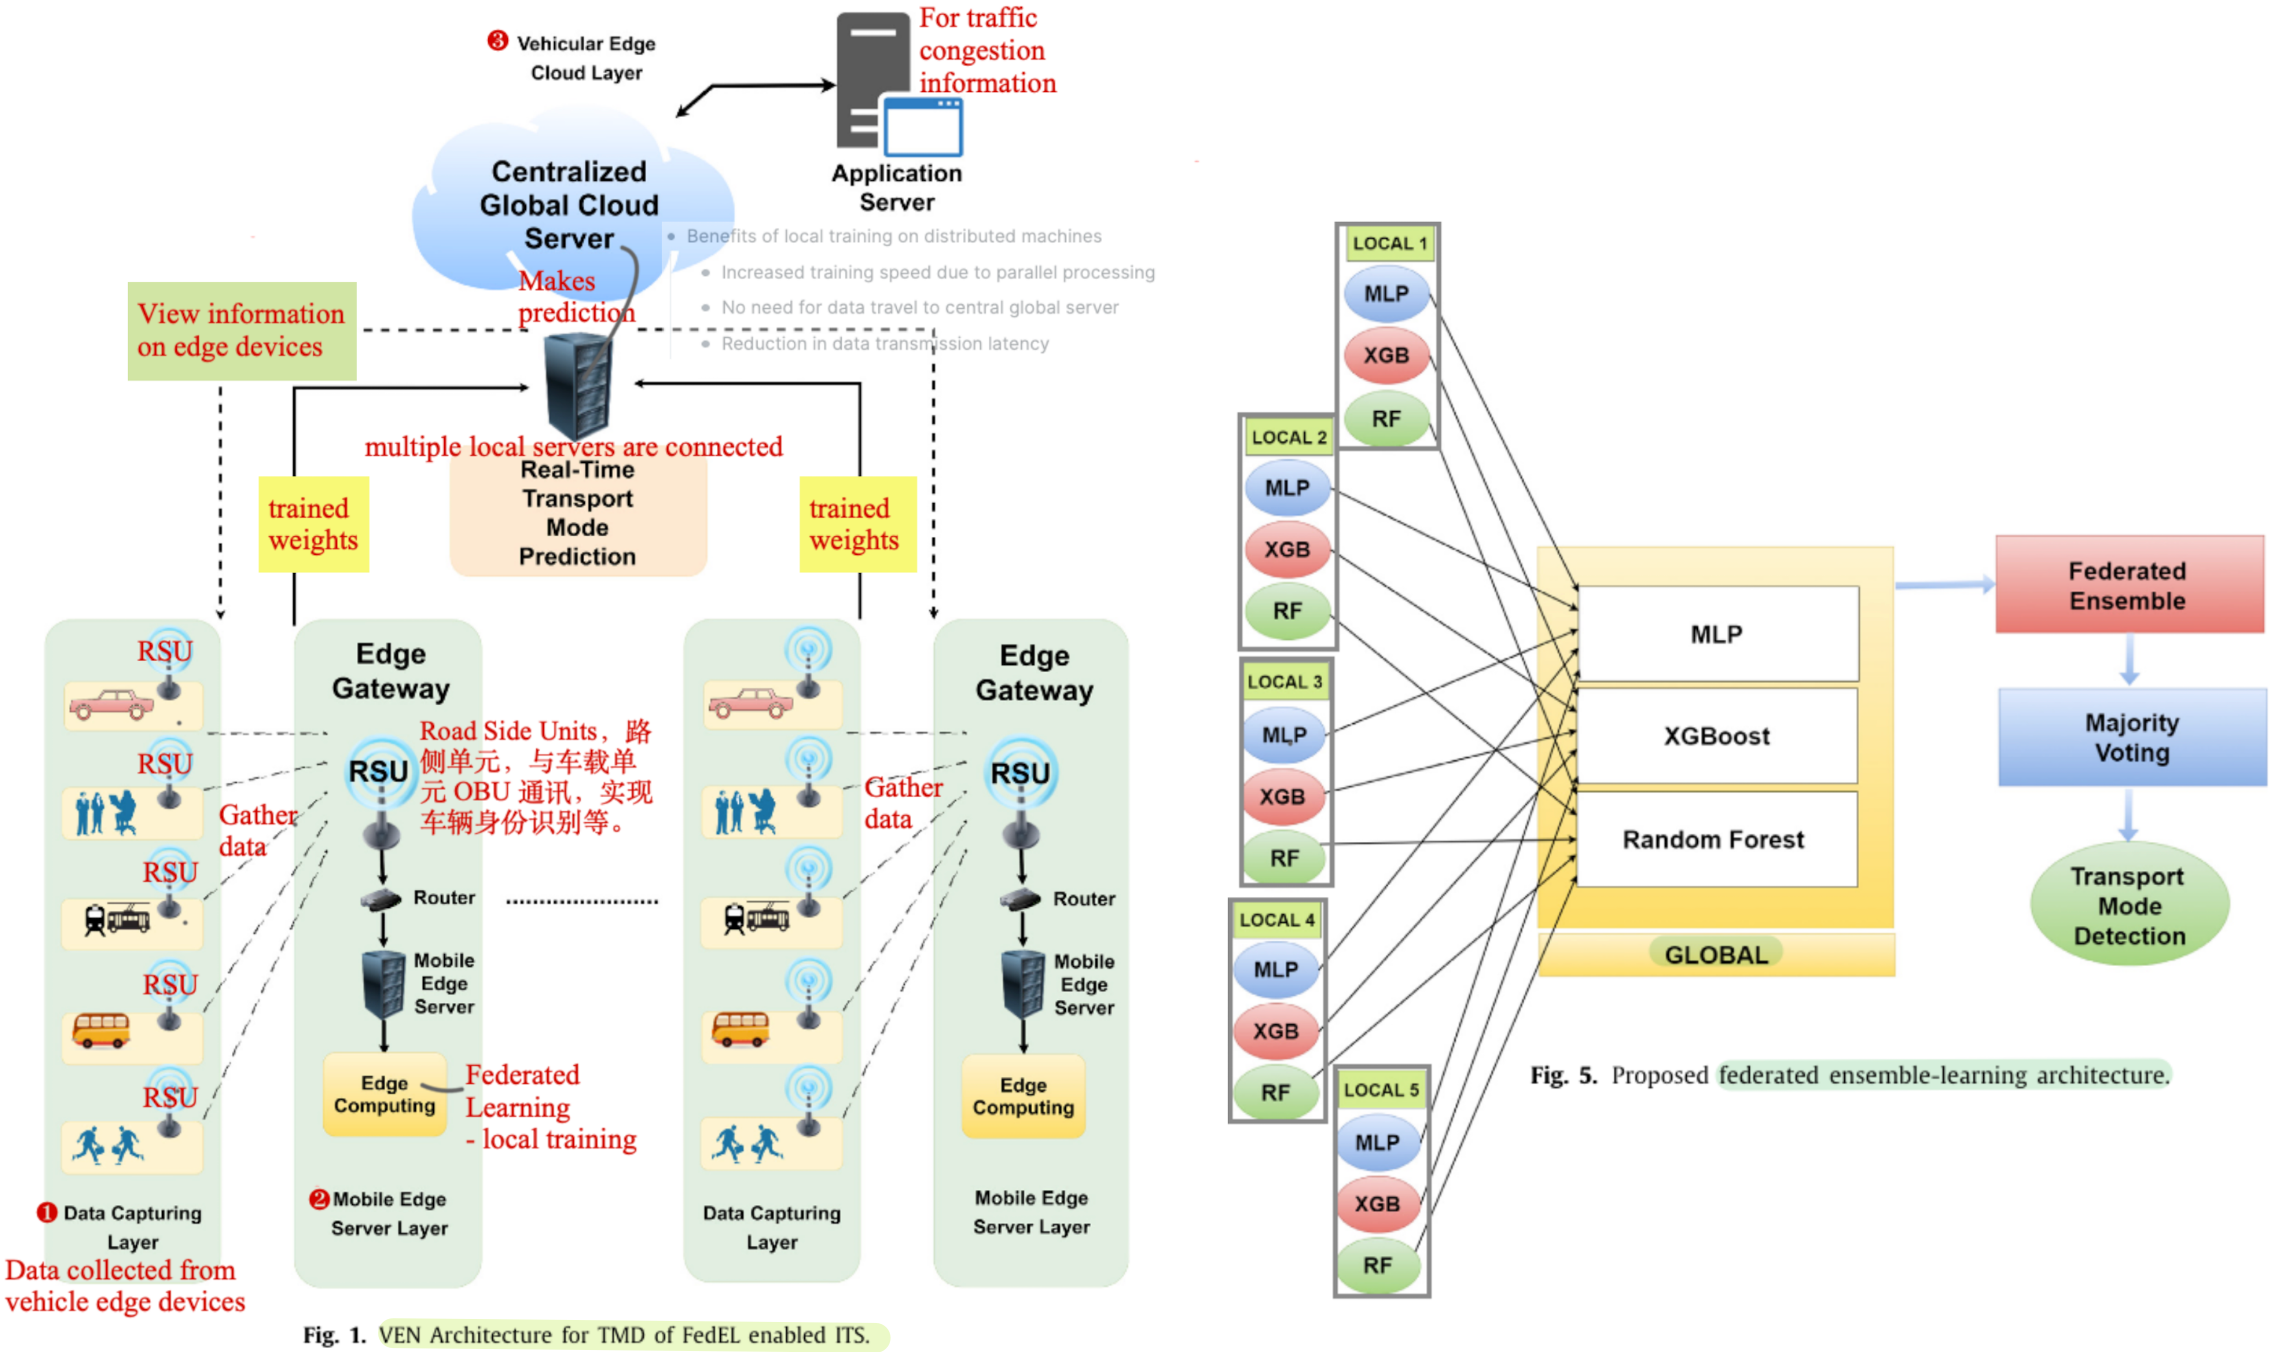 ❸ Vehicular Edge
Cloud Layer
For traffic
congestion
information
Centralized
Global Cloud
Server
Application
Server
• Benefits of local training on distributed machines
• Increased training speed due to parallel processing
• No need for data travel to central global server
• Reduction in data transmission latency
Makes
prediction
View information
on edge devices
multiple local servers are connected
Real-Time
Transport
Mode
Prediction
trained
weights
trained
weights
RSU
RSU
RSU
RSU
RSU
Gather
data
❶ Data Capturing
Layer
Data collected from
vehicle edge devices
Edge
Gateway
RSU
Road Side Units，路
侧单元，与车载单
元 OBU 通讯，实现
车辆身份识别等。
Router
Mobile
Edge
Server
Edge
Computing
Federated
Learning
- local training
❷ Mobile Edge
Server Layer
Gather
data
Data Capturing
Layer
Edge
Gateway
RSU
Router
Mobile
Edge
Server
Edge
Computing
Mobile Edge
Server Layer
Fig. 1. VEN Architecture for TMD of FedEL enabled ITS.
LOCAL 1
MLP
XGB
RF
LOCAL 2
MLP
XGB
RF
LOCAL 3
MLP
XGB
RF
LOCAL 4
MLP
XGB
RF
LOCAL 5
MLP
XGB
RF
MLP
XGBoost
Random Forest
GLOBAL
Federated
Ensemble
Majority
Voting
Transport
Mode
Detection
Fig. 5. Proposed federated ensemble-learning architecture.